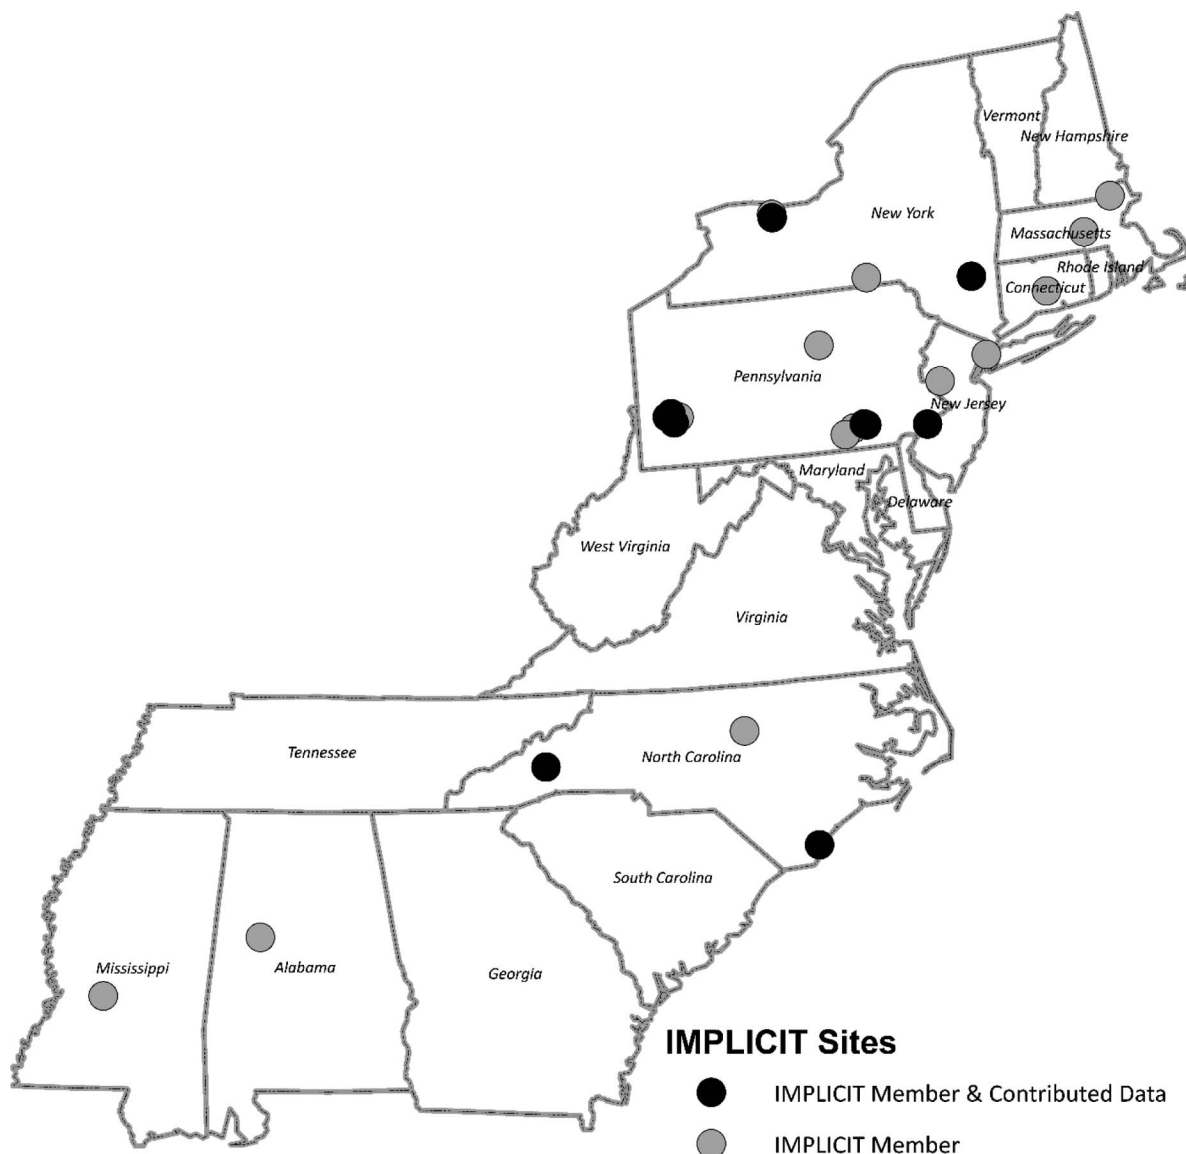 Vermont
New Hampshire
New York
Massachusetts
Rhode Island
Connecticut
Pennsylvania
New Jersey
Maryland
Delaware
West Virginia
Virginia
Tennessee
North Carolina
South Carolina
Mississippi
Alabama
Georgia
IMPLICIT Sites
IMPLICIT Member & Contributed Data
IMPLICIT Member